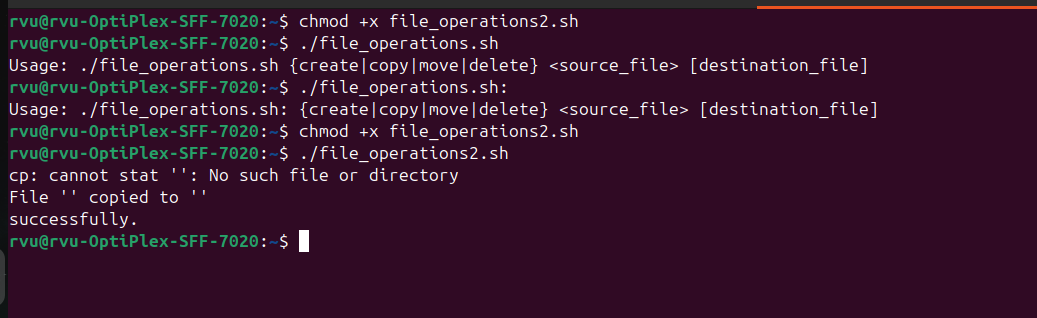 rvu@rvu-OptiPlex-SFF-7020:~$ chmod +x file_operations2.sh
rvu@rvu-OptiPlex-SFF-7020:~$ ./file_operations.sh
Usage: ./file_operations.sh {create|copy|move|delete} <source_file> [destination_file]
rvu@rvu-OptiPlex-SFF-7020:~$ ./file_operations.sh:
Usage: ./file_operations.sh: {create|copy|move|delete} <source_file> [destination_file]
rvu@rvu-OptiPlex-SFF-7020:~$ chmod +x file_operations2.sh
rvu@rvu-OptiPlex-SFF-7020:~$ ./file_operations2.sh
cp: cannot stat '': No such file or directory
File '' copied to ''
successfully.
rvu@rvu-OptiPlex-SFF-7020:~$